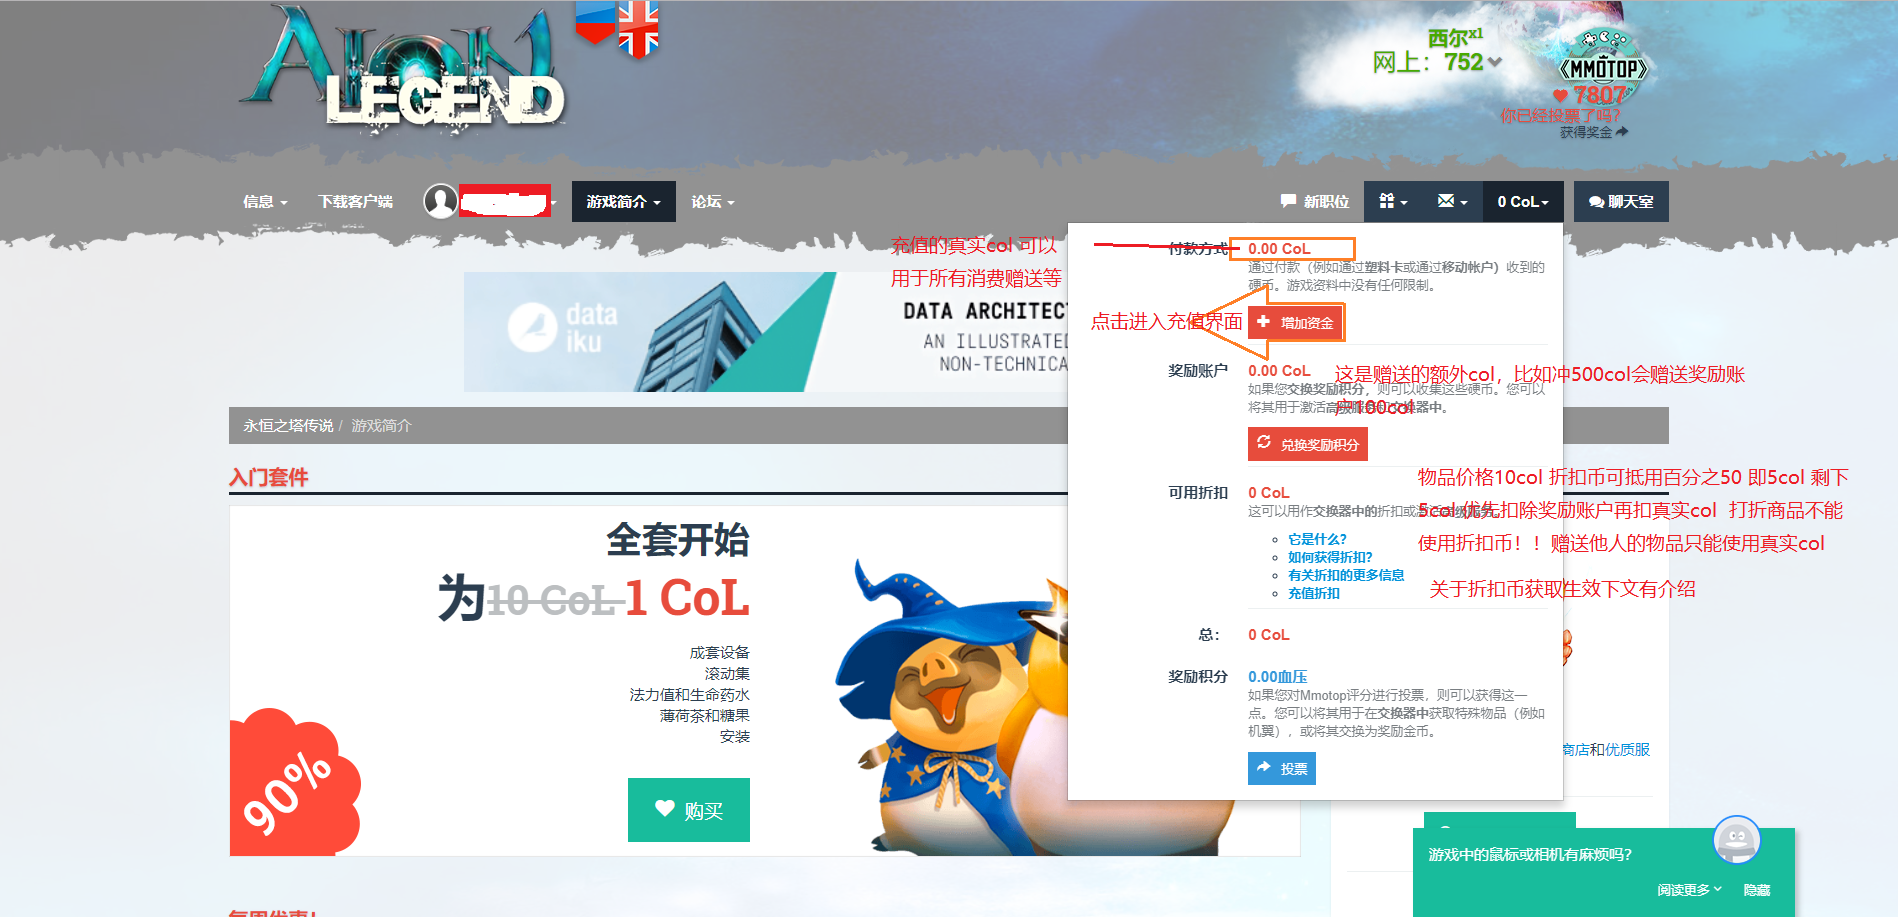 AION
LEGEND
西尔x1
网上：752
MMOTOP
7807
你已经投票了吗？
获得奖金
信息
下载客户端
游戏简介
论坛
新职位
0 CoL
聊天室
充值的真实col 可以
用于所有消费赠送等
付款方式
0.00 CoL
通过付款（例如通过塑料卡或通过移动帐户）收到的
硬币。游戏资料中没有任何限制。
点击进入充值界面
增加资金
data
iku
DATA ARCHITEC
AN ILLUSTRATED
NON-TECHNICA
奖励账户
0.00 CoL
这是赠送的额外col，比如冲500col会赠送奖励账
户100col
如果您交换奖励积分，则可以收集这些硬币。您可以
将其用于激活高级服务和交换器中。
兑换奖励积分
永恒之塔传说 / 游戏简介
入门套件
可用折扣
0 CoL
这可以用作交换器中的折扣或激活高级服务。
它是什么？
如何获得折扣？
有关折扣的更多信息
充值折扣
物品价格10col 折扣币可抵用百分之50 即5col 剩下
5col 优先扣除奖励账户再扣真实col 打折商品不能
使用折扣币！！赠送他人的物品只能使用真实col
关于折扣币获取生效下文有介绍
总：
0 CoL
奖励积分
0.00血压
如果您对Mmotop评分进行投票，则可以获得这一
点。您可以将其用于在交换器中获取特殊物品（例如
机翼），或将其交换为奖励金币。
投票
全套开始
为10 CoL 1 CoL
成套设备
滚动集
法力值和生命药水
薄荷茶和糖果
安装
90%
购买
商店和优质服
游戏中的鼠标或相机有麻烦吗？
阅读更多
隐藏